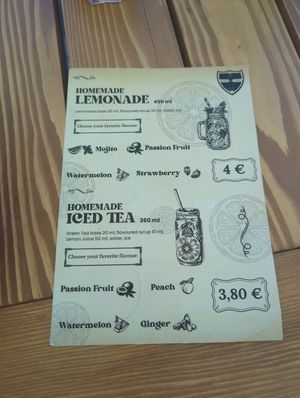 HOMEMADE
LEMONADE 450 ml
Lemonade base 30 ml, flavoured syrup 20 ml, water, ice
Choose your favorite flavour.
Mojito Passion Fruit
Watermelon Strawberry 4 €
HOMEMADE
ICED TEA 360 ml
Green Tea base 20 ml, flavoured syrup 10 ml,
Lemon Juice 50 ml, water, ice
Choose your favorite flavour.
Passion Fruit Peach
3,80 €
Watermelon Ginger